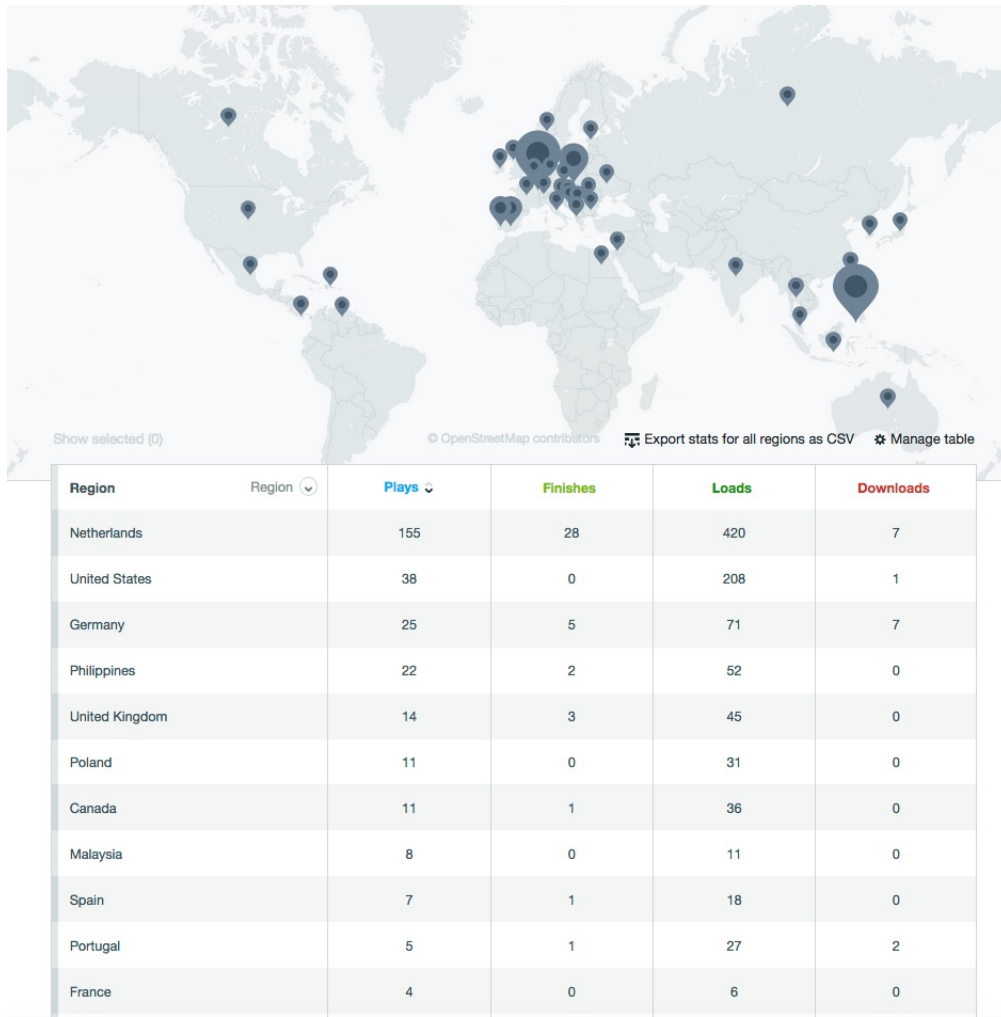 Show selected (0)
© OpenStreetMap contributors
Export stats for all regions as CSV
Manage table
Region Region Plays Finishes Loads Downloads
Netherlands 155 28 420 7
United States 38 0 208 1
Germany 25 5 71 7
Philippines 22 2 52 0
United Kingdom 14 3 45 0
Poland 11 0 31 0
Canada 11 1 36 0
Malaysia 8 0 11 0
Spain 7 1 18 0
Portugal 5 1 27 2
France 4 0 6 0